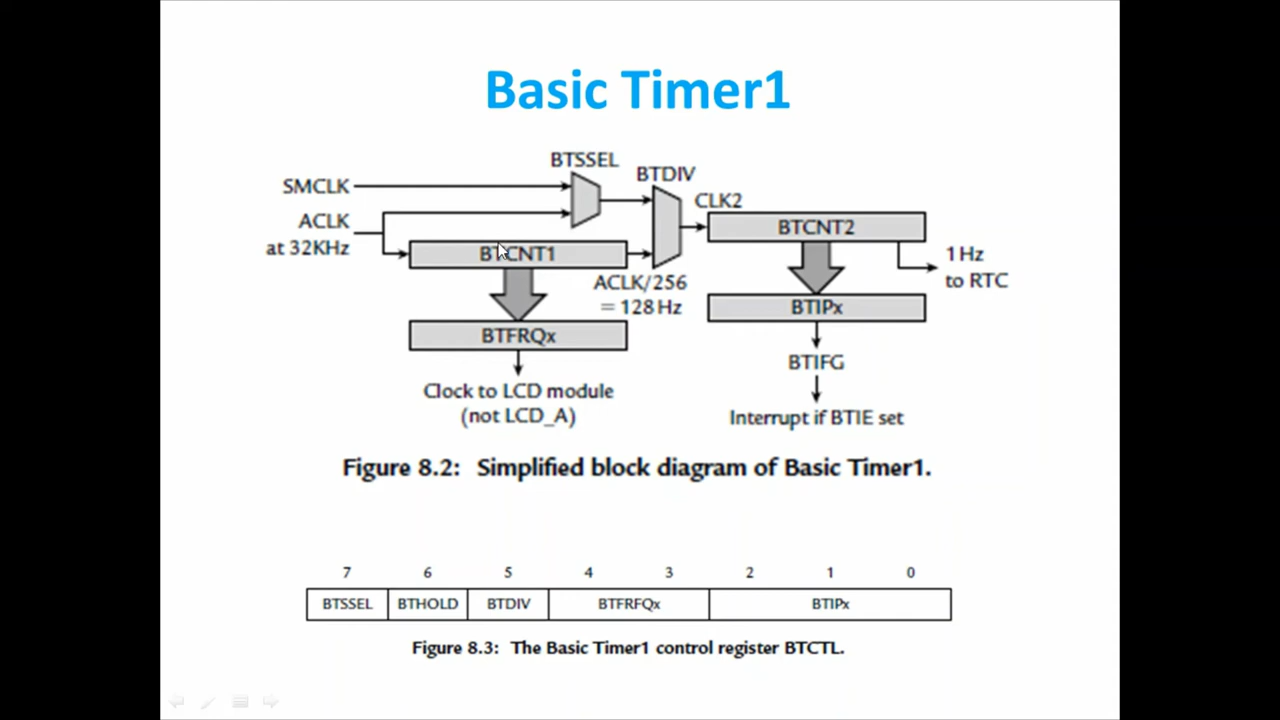 Basic Timer1
BTSSEL
BTDIV
SMCLK
CLK2
ACLK
at 32KHz
BTCNT2
BTCNT1
1 Hz
to RTC
ACLK/256
= 128 Hz
BTIPx
BTFRQx
BTIFG
Clock to LCD module
(not LCD_A)
Interrupt if BTIE set
Figure 8.2: Simplified block diagram of Basic Timer1.
7 6 5 4 3 2 1 0
BTSSEL BTHOLD BTDIV BTFRFQx BTIPx
Figure 8.3: The Basic Timer1 control register BTCTL.